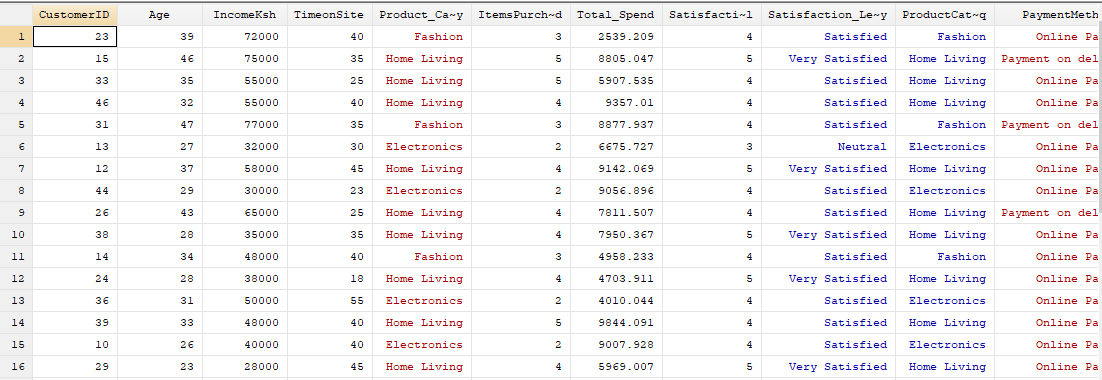 CustomerID Age IncomeKsh TimeonSite Product_Ca~y ItemsPurch~d Total_Spend Satisfacti~l Satisfaction_Le~y ProductCat~q PaymentMeth
1 23 39 72000 40 Fashion 3 2539.209 4 Satisfied Fashion Online Pa
2 15 46 75000 35 Home Living 5 8805.047 5 Very Satisfied Home Living Payment on del
3 33 35 55000 25 Home Living 5 5907.535 4 Satisfied Home Living Online Pa
4 46 32 55000 40 Home Living 4 9357.01 4 Satisfied Home Living Online Pa
5 31 47 77000 35 Fashion 3 8877.937 4 Satisfied Fashion Payment on del
6 13 27 32000 30 Electronics 2 6675.727 3 Neutral Electronics Online Pa
7 12 37 58000 45 Home Living 4 9142.069 5 Very Satisfied Home Living Online Pa
8 44 29 30000 23 Electronics 2 9056.896 4 Satisfied Electronics Online Pa
9 26 43 65000 25 Home Living 4 7811.507 4 Satisfied Home Living Payment on del
10 38 28 35000 35 Home Living 4 7950.367 5 Very Satisfied Home Living Online Pa
11 14 34 48000 40 Fashion 3 4958.233 4 Satisfied Fashion Online Pa
12 24 28 38000 18 Home Living 4 4703.911 5 Very Satisfied Home Living Online Pa
13 36 31 50000 55 Electronics 2 4010.044 4 Satisfied Electronics Online Pa
14 39 33 48000 40 Home Living 5 9844.091 4 Satisfied Home Living Online Pa
15 10 26 40000 40 Electronics 2 9007.928 4 Satisfied Electronics Online Pa
16 29 23 28000 45 Home Living 4 5969.007 5 Very Satisfied Home Living Online Pa